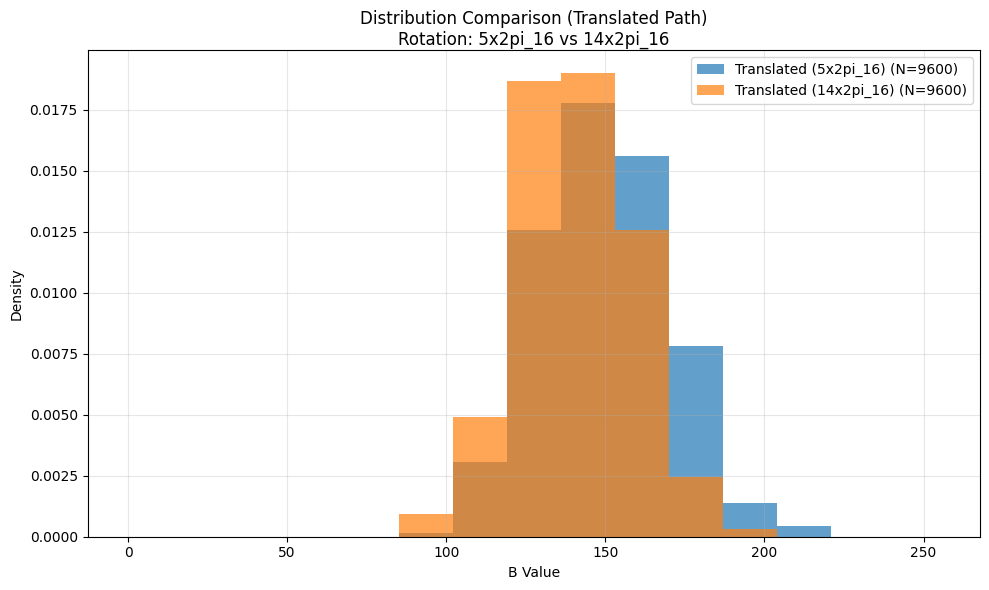 Distribution Comparison (Translated Path)
Rotation: 5x2pi_16 vs 14x2pi_16
Translated (5x2pi_16) (N=9600)
Translated (14x2pi_16) (N=9600)
0.0175
0.0150
0.0125
0.0100
0.0075
0.0050
0.0025
0.0000
Density
0 50 100 150 200 250
B Value